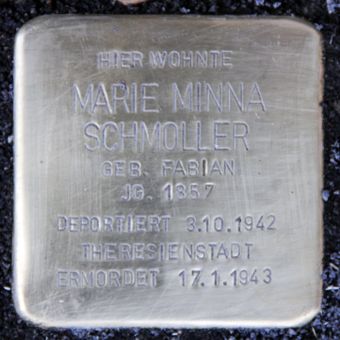 HIER WOHNTE
MARIE MINNA
SCHMOLLER
GEB. FABIAN
JG. 1857
DEPORTIERT 3.10.1942
THERESIENSTADT
ERMORDET 17.1.1943